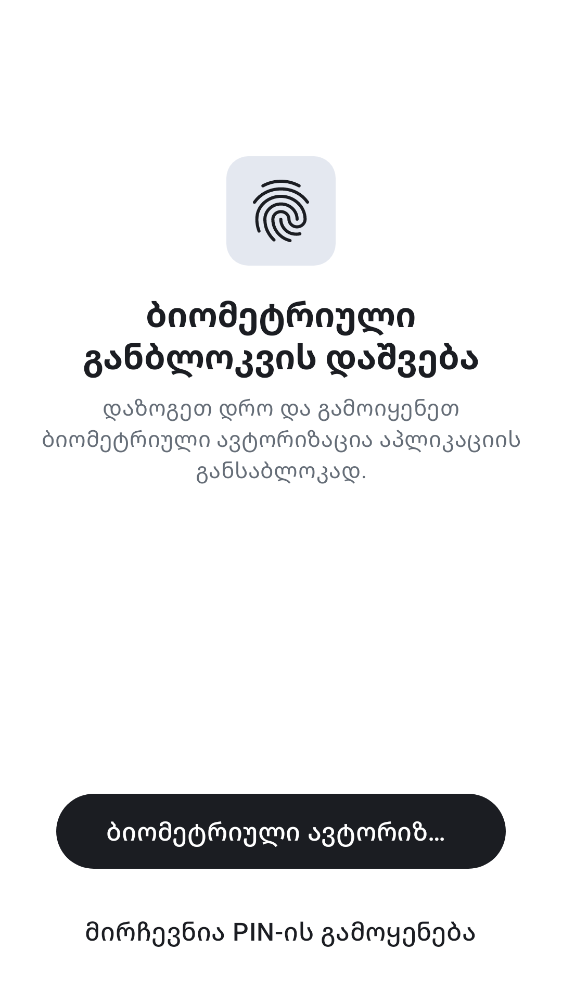 ბიომეტრიული
განბლოკვის დაშვება
დაზოგეთ დრო და გამოიყენეთ
ბიომეტრიული ავტორიზაცია აპლიკაციის
განსაბლოკად.
ბიომეტრიული ავტორიზ...
მირჩევნია PIN-ის გამოყენება